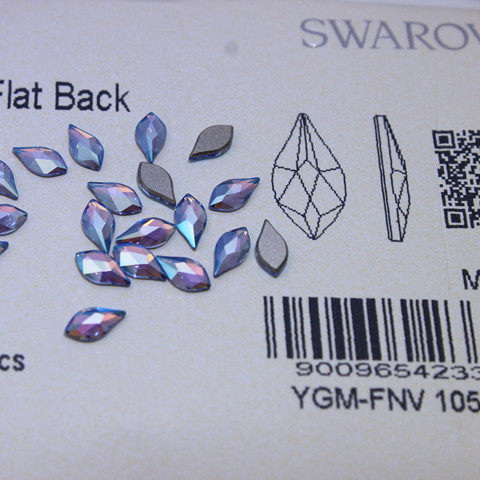 SWAROV
Flat Back
M
cs
9009654233
YGM-FNV 105